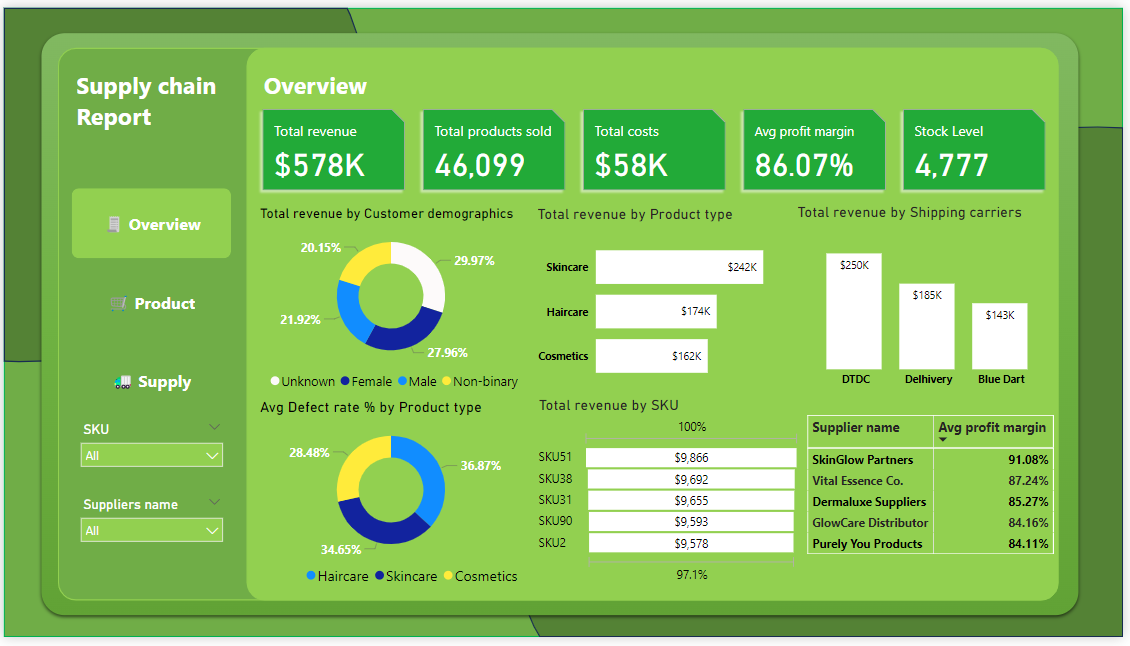 Supply chain
Report
Overview
Product
Supply
SKU
All
Suppliers name
All
Overview
Total revenue
$578K
Total products sold
46,099
Total costs
$58K
Avg profit margin
86.07%
Stock Level
4,777
Total revenue by Customer demographics
20.15%
29.97%
21.92%
27.96%
Unknown Female Male Non-binary
Total revenue by Product type
Skincare $242K
Haircare $174K
Cosmetics $162K
Total revenue by Shipping carriers
$250K $185K $143K
DTDC Delhivery Blue Dart
Avg Defect rate % by Product type
28.48%
36.87%
34.65%
Haircare Skincare Cosmetics
Total revenue by SKU
100%
SKU51 $9,866
SKU38 $9,692
SKU31 $9,655
SKU90 $9,593
SKU2 $9,578
97.1%
Supplier name Avg profit margin
SkinGlow Partners 91.08%
Vital Essence Co. 87.24%
Dermaluxe Suppliers 85.27%
GlowCare Distributor 84.16%
Purely You Products 84.11%